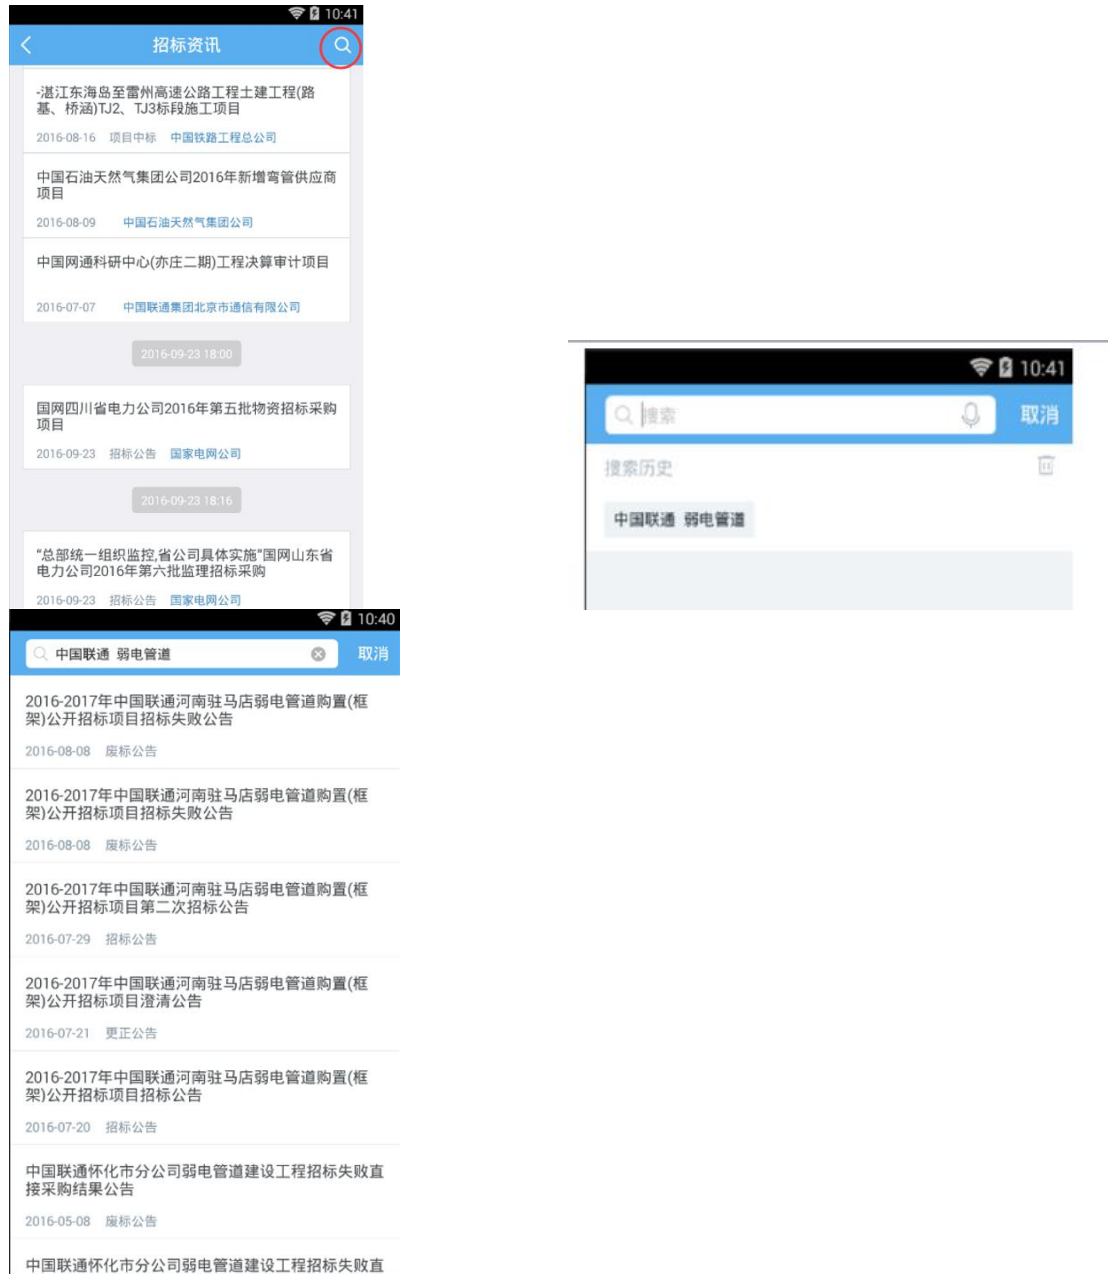 10:41
招标资讯
-湛江东海岛至雷州高速公路工程土建工程(路
基、桥涵)TJ2、TJ3标段施工项目
2016-08-16 项目中标 中国铁路工程总公司
中国石油天然气集团公司2016年新增弯管供应商
项目
2016-08-09 中国石油天然气集团公司
中国网通科研中心(亦庄二期)工程决算审计项目
2016-07-07 中国联通集团北京市通信有限公司
2016-09-23 18:00
国网四川省电力公司2016年第五批物资招标采购
项目
2016-09-23 招标公告 国家电网公司
2016-09-23 18:16
“总部统一组织监控,省公司具体实施”国网山东省
电力公司2016年第六批监理招标采购
2016-09-23 招标公告 国家电网公司
10:41
搜索 取消
搜索历史
中国联通 弱电管道
10:40
中国联通 弱电管道 取消
2016-2017年中国联通河南驻马店弱电管道购置(框
架)公开招标项目招标失败公告
2016-08-08 废标公告
2016-2017年中国联通河南驻马店弱电管道购置(框
架)公开招标项目招标失败公告
2016-08-08 废标公告
2016-2017年中国联通河南驻马店弱电管道购置(框
架)公开招标项目第二次招标公告
2016-07-29 招标公告
2016-2017年中国联通河南驻马店弱电管道购置(框
架)公开招标项目澄清公告
2016-07-21 更正公告
2016-2017年中国联通河南驻马店弱电管道购置(框
架)公开招标项目招标公告
2016-07-20 招标公告
中国联通怀化市分公司弱电管道建设工程招标失败直
接采购结果公告
2016-05-08 废标公告
中国联通怀化市分公司弱电管道建设工程招标失败直